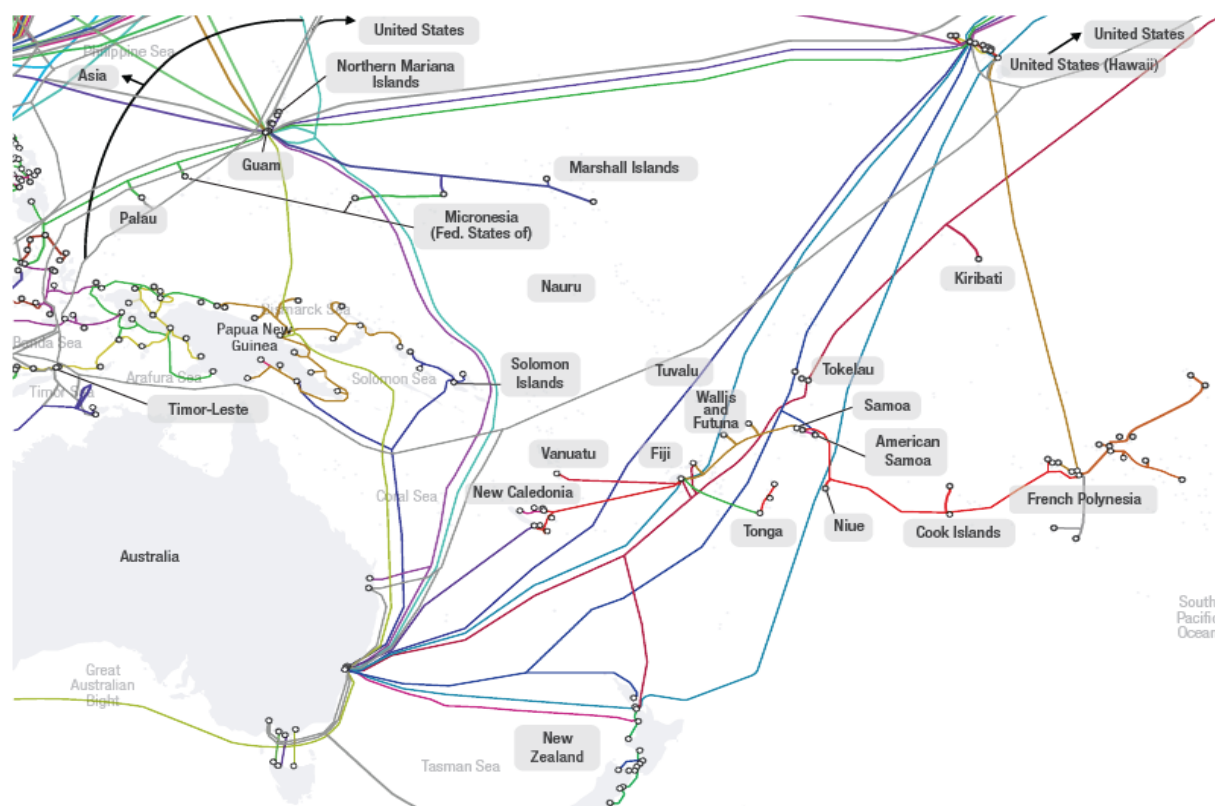 United States
United States
Philippine Sea
Northern Mariana
Islands
Asia
United States (Hawaii)
Guam
Marshall Islands
Palau
Micronesia
(Fed. States of)
Kiribati
Nauru
Bismarck Sea
Papua New
Guinea
Banda Sea
Arafura Sea
Solomon Sea
Solomon
Islands
Tuvalu
Tokelau
Timor Sea
Timor-Leste
Wallis
and
Futuna
Samoa
American
Samoa
Vanuatu
Fiji
New Caledonia
Coral Sea
French Polynesia
Tonga
Niue
Cook Islands
Australia
South
Pacific
Ocean
Great
Australian
Bight
New
Zealand
Tasman Sea